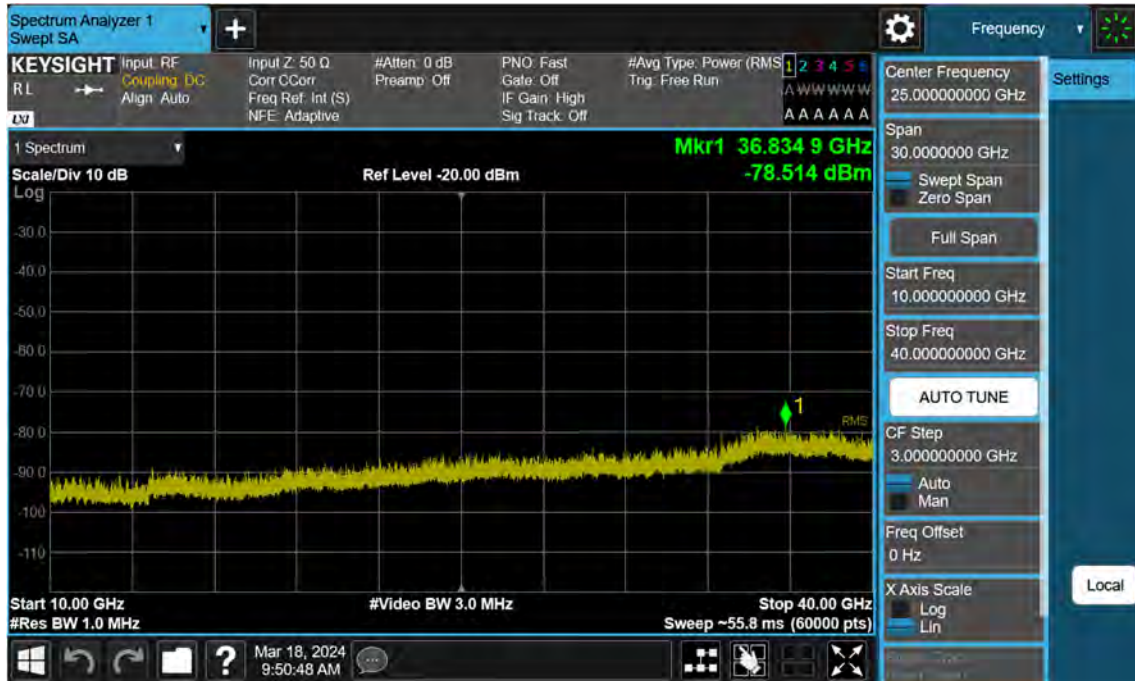 Spectrum Analyzer 1
Swept SA
Frequency
KEYSIGHT
R L
LXI
Input: RF
Coupling: DC
Align: Auto
Input Z: 50 Ω
Corr CCorr
Freq Ref: Int (S)
NFE: Adaptive
#Atten: 0 dB
Preamp: Off
PNO: Fast
Gate: Off
IF Gain: High
Sig Track: Off
#Avg Type: Power (RMS
Trig: Free Run
1 2 3 4 5 6
A W W W W W
A A A A A A
1 Spectrum
Scale/Div 10 dB
Ref Level -20.00 dBm
Mkr1 36.834 9 GHz
-78.514 dBm
Log
-30.0
-40.0
-50.0
-60.0
-70.0
-80.0
-90.0
-100
-110
1
RMS
Start 10.00 GHz
#Res BW 1.0 MHz
#Video BW 3.0 MHz
Stop 40.00 GHz
Sweep ~55.8 ms (60000 pts)
Center Frequency
25.000000000 GHz
Span
30.0000000 GHz
Swept Span
Zero Span
Full Span
Start Freq
10.000000000 GHz
Stop Freq
40.000000000 GHz
AUTO TUNE
CF Step
3.000000000 GHz
Auto
Man
Freq Offset
0 Hz
X Axis Scale
Log
Lin
Settings
Local
?
Mar 18, 2024
9:50:48 AM